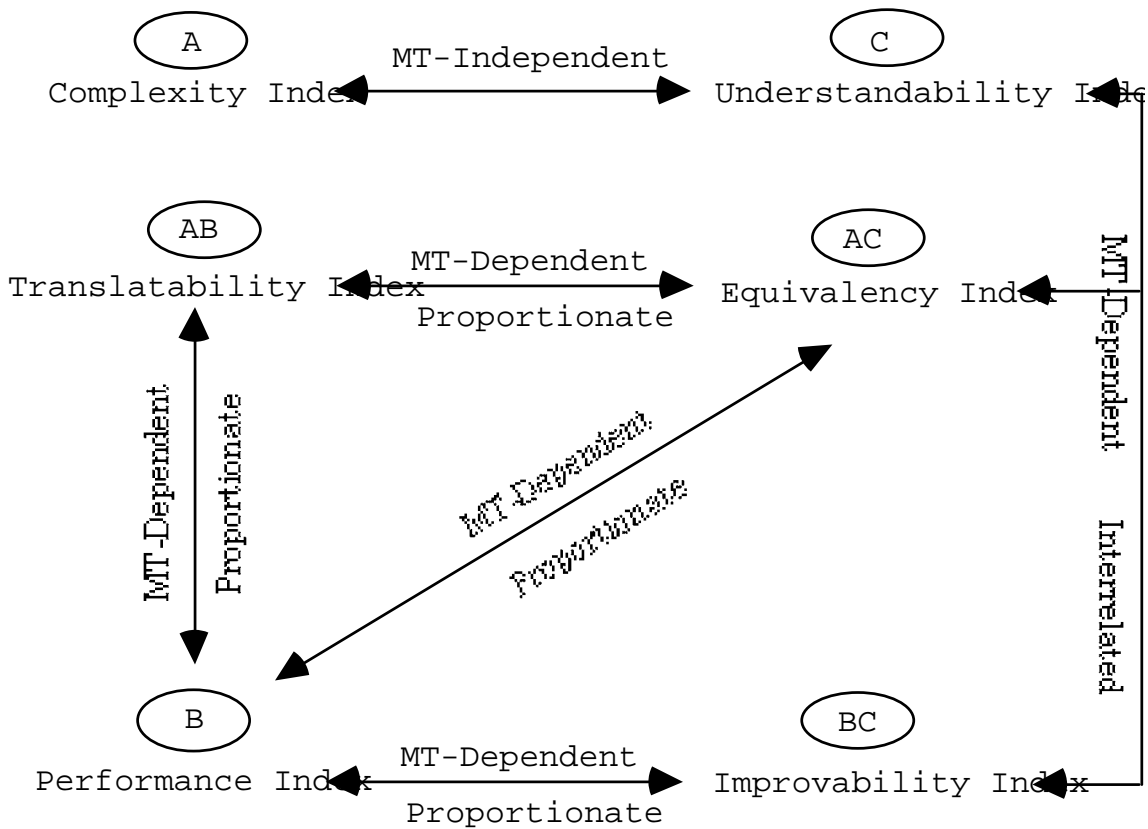 A
C
MT-Independent
Complexity Index
Understandability Inde
AB
AC
MT-Dependent
Translatability Index
Equivalency Index
Proportionate
MT-Dependent
Interrelated
MT-Dependent
Proportionate
MT-Dependent
Proportionate
B
BC
MT-Dependent
Performance Index
Improvability Index
Proportionate